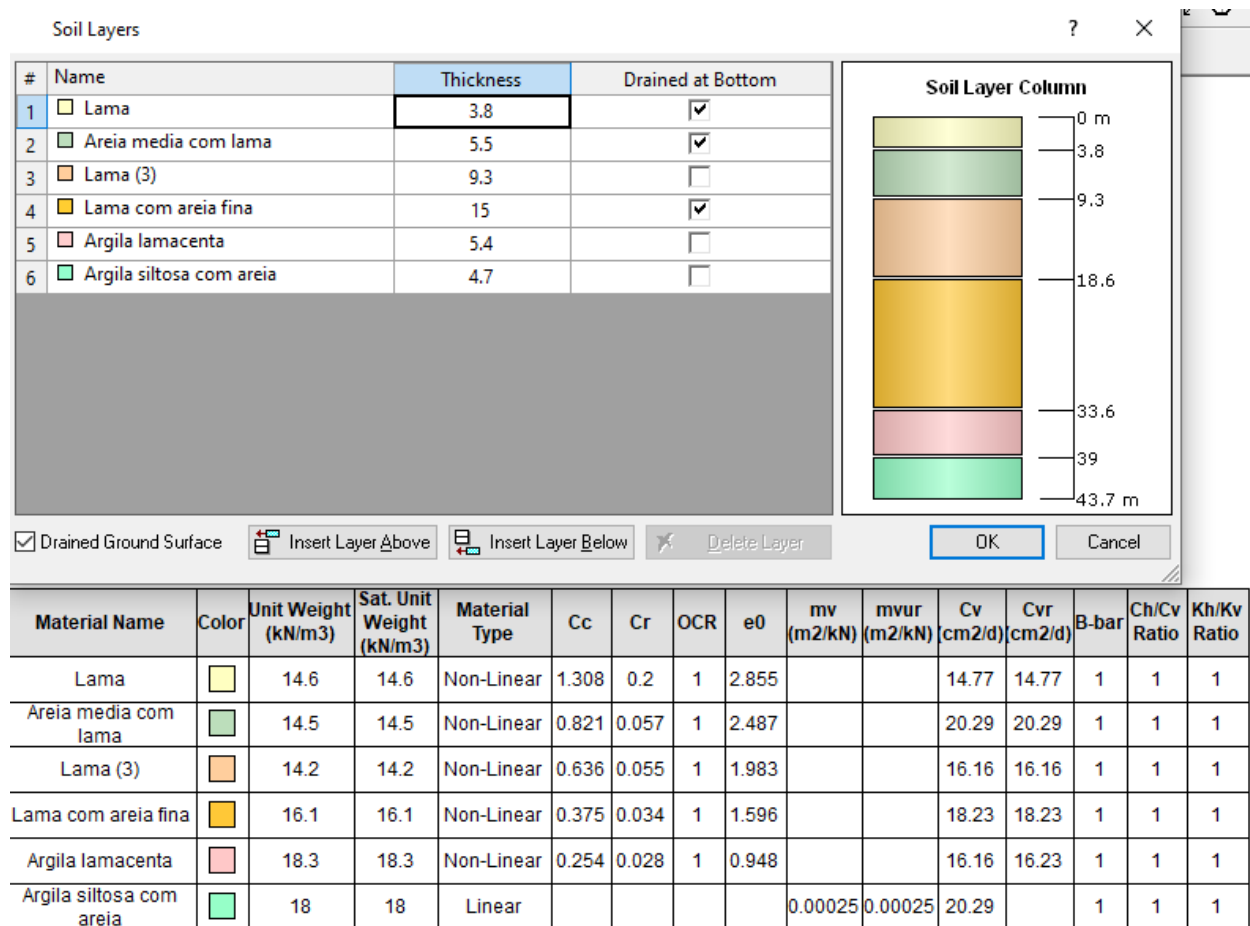 Soil Layers ?
# Name Thickness Drained at Bottom
1 Lama 3.8
2 Areia media com lama 5.5
3 Lama (3) 9.3
4 Lama com areia fina 15
5 Argila lamacenta 5.4
6 Argila siltosa com areia 4.7
Soil Layer Column
0 m
3.8
9.3
18.6
33.6
39
43.7 m
Drained Ground Surface Insert Layer Above Insert Layer Below Delete Layer OK Cancel
Material Name Color Unit Weight (kN/m3) Sat. Unit Weight (kN/m3) Material Type Cc Cr OCR e0 mv (m2/kN) mvur (m2/kN) Cv (cm2/d) Cvr (cm2/d) B-bar Ch/Cv Ratio Kh/Kv Ratio
Lama 14.6 14.6 Non-Linear 1.308 0.2 1 2.855 14.77 14.77 1 1 1
Areia media com lama 14.5 14.5 Non-Linear 0.821 0.057 1 2.487 20.29 20.29 1 1 1
Lama (3) 14.2 14.2 Non-Linear 0.636 0.055 1 1.983 16.16 16.16 1 1 1
Lama com areia fina 16.1 16.1 Non-Linear 0.375 0.034 1 1.596 18.23 18.23 1 1 1
Argila lamacenta 18.3 18.3 Non-Linear 0.254 0.028 1 0.948 16.16 16.23 1 1 1
Argila siltosa com areia 18 18 Linear 0.00025 0.00025 20.29 1 1 1